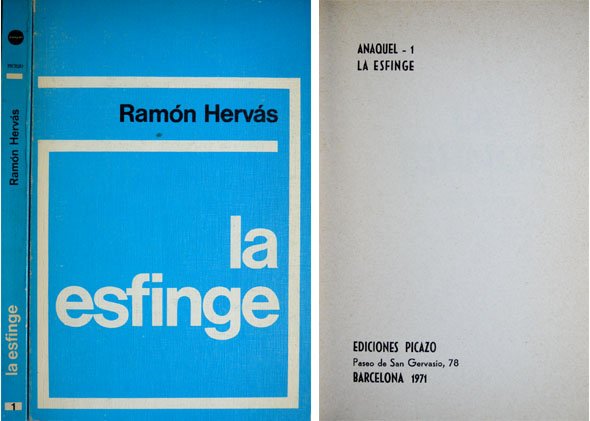 Ramón Hervás
la esfinge
1
Ramón Hervás
la
esfinge
ANAQUEL - 1
LA ESFINGE
EDICIONES PICAZO
Paseo de San Gervasio, 78
BARCELONA 1971